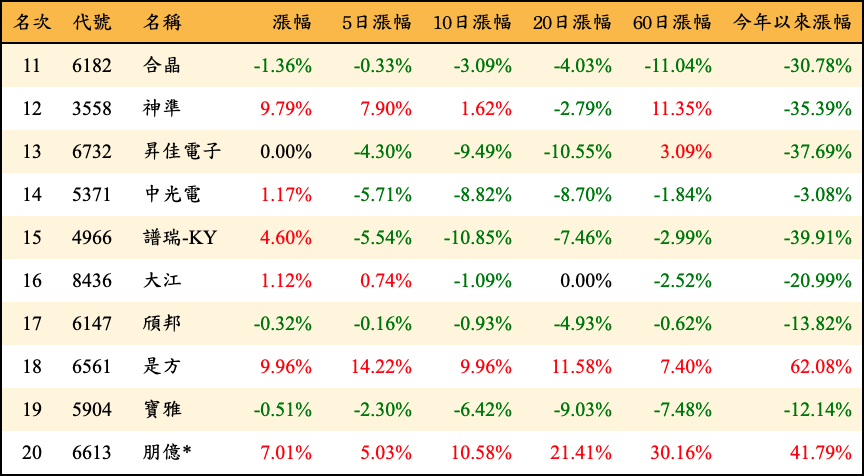 名次 代號 名稱 漲幅 5日漲幅 10日漲幅 20日漲幅 60日漲幅 今年以來漲幅
11 6182 合晶 -1.36% -0.33% -3.09% -4.03% -11.04% -30.78%
12 3558 神準 9.79% 7.90% 1.62% -2.79% 11.35% -35.39%
13 6732 昇佳電子 0.00% -4.30% -9.49% -10.55% 3.09% -37.69%
14 5371 中光電 1.17% -5.71% -8.82% -8.70% -1.84% -3.08%
15 4966 譜瑞-KY 4.60% -5.54% -10.85% -7.46% -2.99% -39.91%
16 8436 大江 1.12% 0.74% -1.09% 0.00% -2.52% -20.99%
17 6147 頎邦 -0.32% -0.16% -0.93% -4.93% -0.62% -13.82%
18 6561 是方 9.96% 14.22% 9.96% 11.58% 7.40% 62.08%
19 5904 寶雅 -0.51% -2.30% -6.42% -9.03% -7.48% -12.14%
20 6613 朋億* 7.01% 5.03% 10.58% 21.41% 30.16% 41.79%